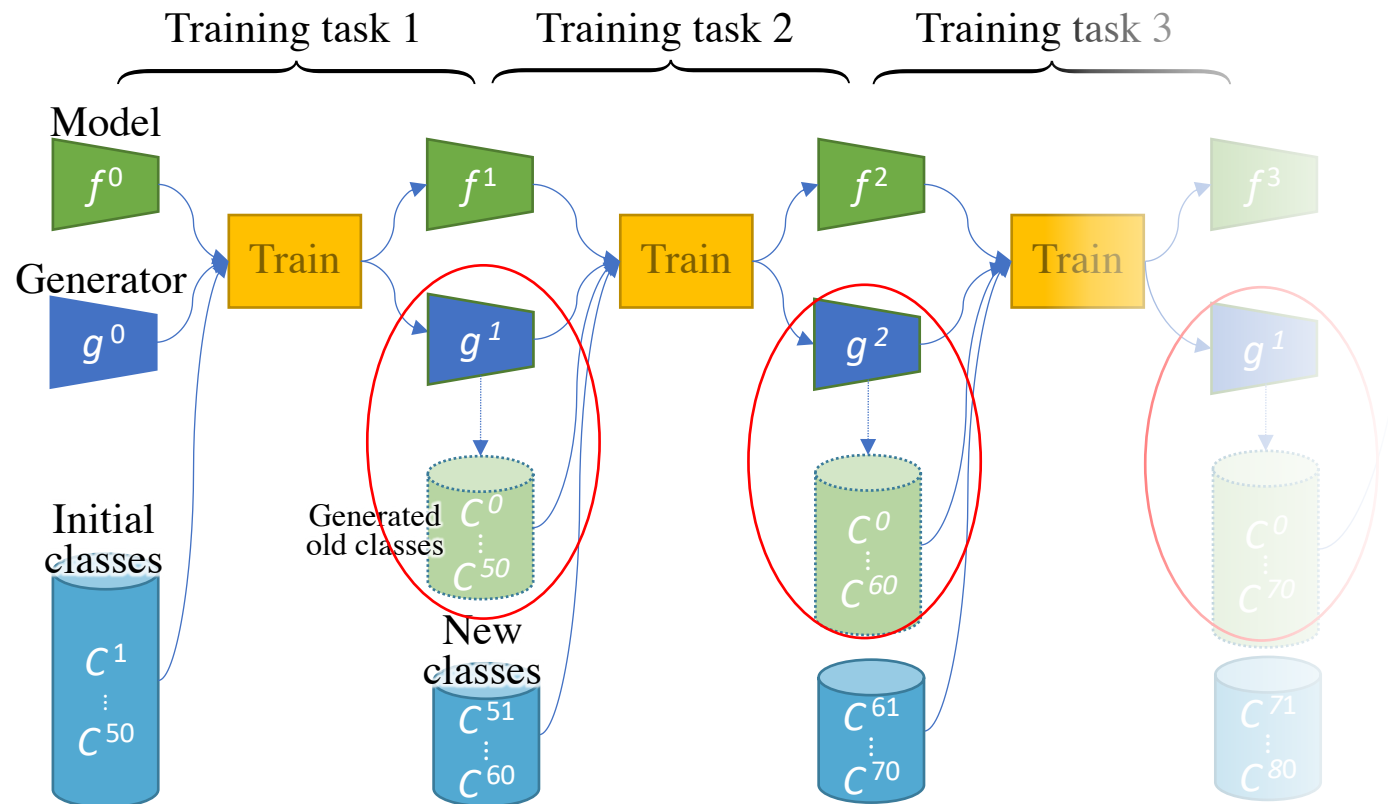 Training task 1
Training task 2
Training task 3
Model
f⁰
f¹
f²
f³
Train
Train
Train
Generator
g⁰
g¹
g²
g¹
Initial
classes
C¹
⋮
C⁵⁰
Generated
old classes
C⁰
⋮
C⁵⁰
C⁰
⋮
C⁶⁰
C⁰
⋮
C⁷⁰
New
classes
C⁵¹
⋮
C⁶⁰
C⁶¹
⋮
C⁷⁰
C⁷¹
⋮
C⁸⁰